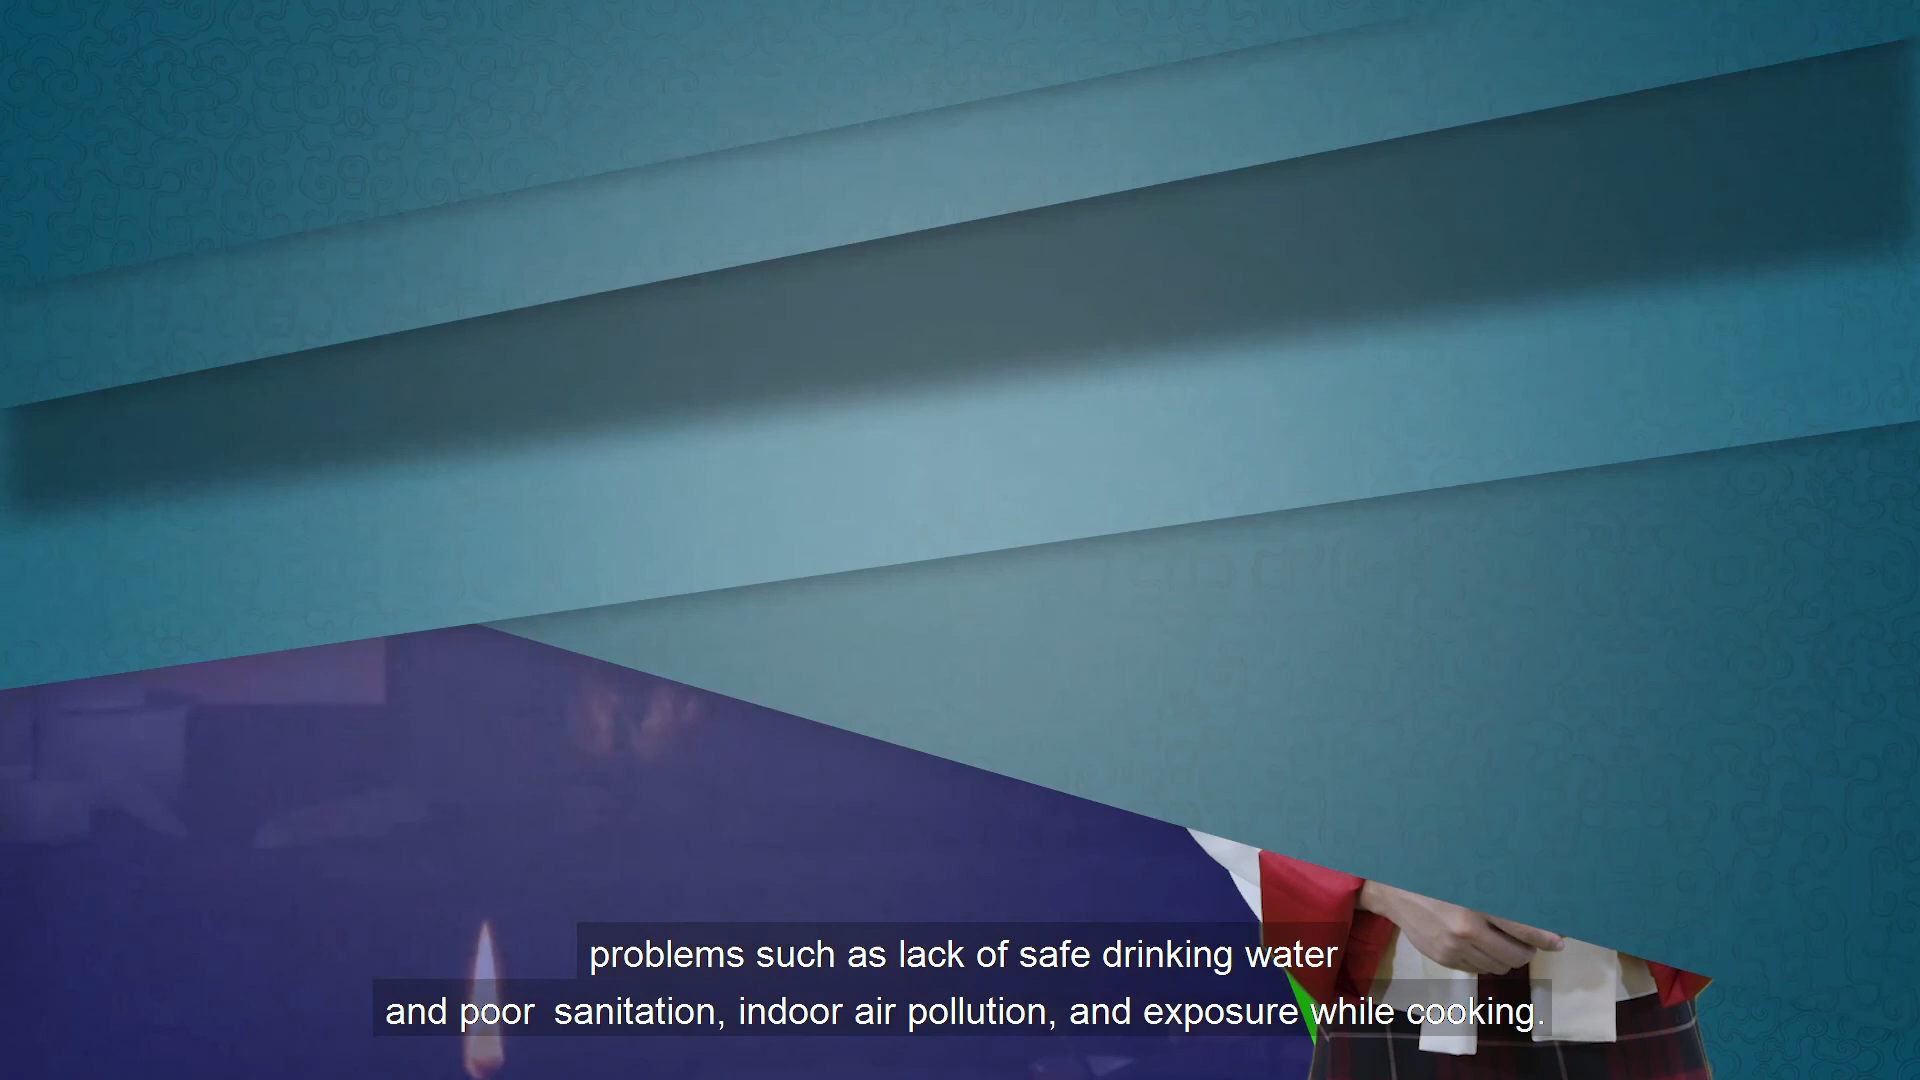 problems such as lack of safe drinking water
and poor  sanitation, indoor air pollution, and exposure while cooking.